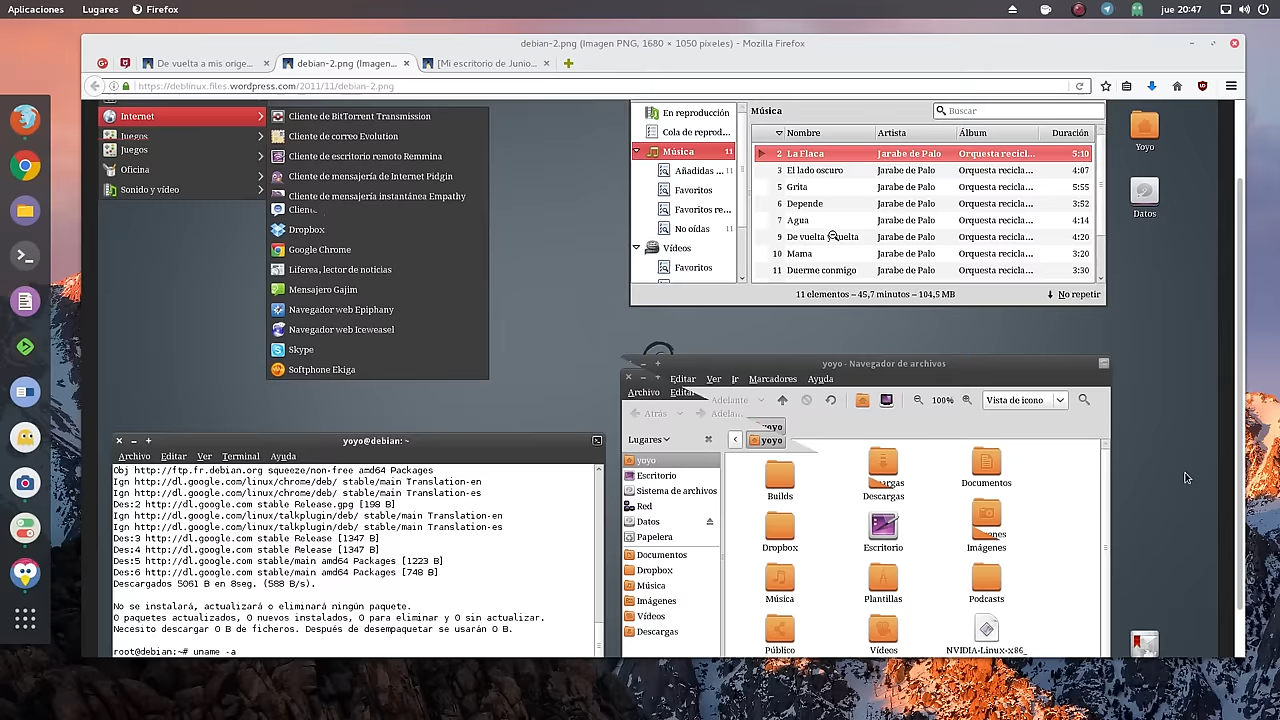 Aplicaciones Lugares Firefox jue 20:47
debian-2.png (Imagen PNG, 1680 × 1050 píxeles) - Mozilla Firefox
De vuelta a mis orige... debian-2.png (Imagen... [Mi escritorio de Junio...
https://deblinux.files.wordpress.com/2011/11/debian-2.png
Internet
Juegos
Juegos
Oficina
Sonido y vídeo
Cliente de BitTorrent Transmission
Cliente de correo Evolution
Cliente de escritorio remoto Remmina
Cliente de mensajería de Internet Pidgin
Cliente de mensajería instantánea Empathy
Dropbox
Google Chrome
Liferea, lector de noticias
Mensajero Gajim
Navegador web Epiphany
Navegador web Iceweasel
Skype
Softphone Ekiga
En reproducción
Cola de reprod...
Música 11
Añadidas ... 11
Favoritos
Favoritos re...
No oídas 11
Vídeos
Favoritos
Música
Buscar
Nombre Artista Álbum Duración
2 La Flaca Jarabe de Palo Orquesta recicl... 5:10
3 El lado oscuro Jarabe de Palo Orquesta recicla... 4:07
5 Grita Jarabe de Palo Orquesta recicla... 5:55
6 Depende Jarabe de Palo Orquesta recicla... 3:52
7 Agua Jarabe de Palo Orquesta recicla... 4:14
9 De vuelta y vuelta Jarabe de Palo Orquesta recicla... 4:20
10 Mama Jarabe de Palo Orquesta recicla... 3:20
11 Duerme conmigo Jarabe de Palo Orquesta recicla... 3:30
11 elementos – 45,7 minutos – 104,5 MB
No repetir
Yoyo
Datos
yoyo@debian: ~
Archivo Editar Ver Terminal Ayuda
Obj http://ftp.fr.debian.org squeeze/non-free amd64 Packages
Ign http://dl.google.com/linux/chrome/deb/ stable/main Translation-en
Ign http://dl.google.com/linux/chrome/deb/ stable/main Translation-es
Des:2 http://dl.google.com stable Release.gpg [198 B]
Ign http://dl.google.com/linux/talkplugin/deb/ stable/main Translation-en
Ign http://dl.google.com/linux/talkplugin/deb/ stable/main Translation-es
Des:3 http://dl.google.com stable Release [1347 B]
Des:4 http://dl.google.com stable Release [1347 B]
Des:5 http://dl.google.com stable/main amd64 Packages [1223 B]
Des:6 http://dl.google.com stable/main amd64 Packages [748 B]
Descargados 5061 B en 8seg. (588 B/s).
No se instalará, actualizará o eliminará ningún paquete.
0 paquetes actualizados, 0 nuevos instalados, 0 para eliminar y 0 sin actualizar.
Necesito descargar 0 B de ficheros. Después de desempaquetar se usarán 0 B.
root@debian:~# uname -a
yoyo - Navegador de archivos
Editar Ver Ir Marcadores Ayuda
Archivo
Adelante 100% Vista de icono
Atrás
yoyo
Lugares yoyo
yoyo
Escritorio
Sistema de archivos
Red
Datos
Papelera
Documentos
Dropbox
Música
Imágenes
Vídeos
Descargas
Builds Descargas Documentos
Dropbox Escritorio Imágenes
Música Plantillas Podcasts
Público Vídeos NVIDIA-Linux-x86_